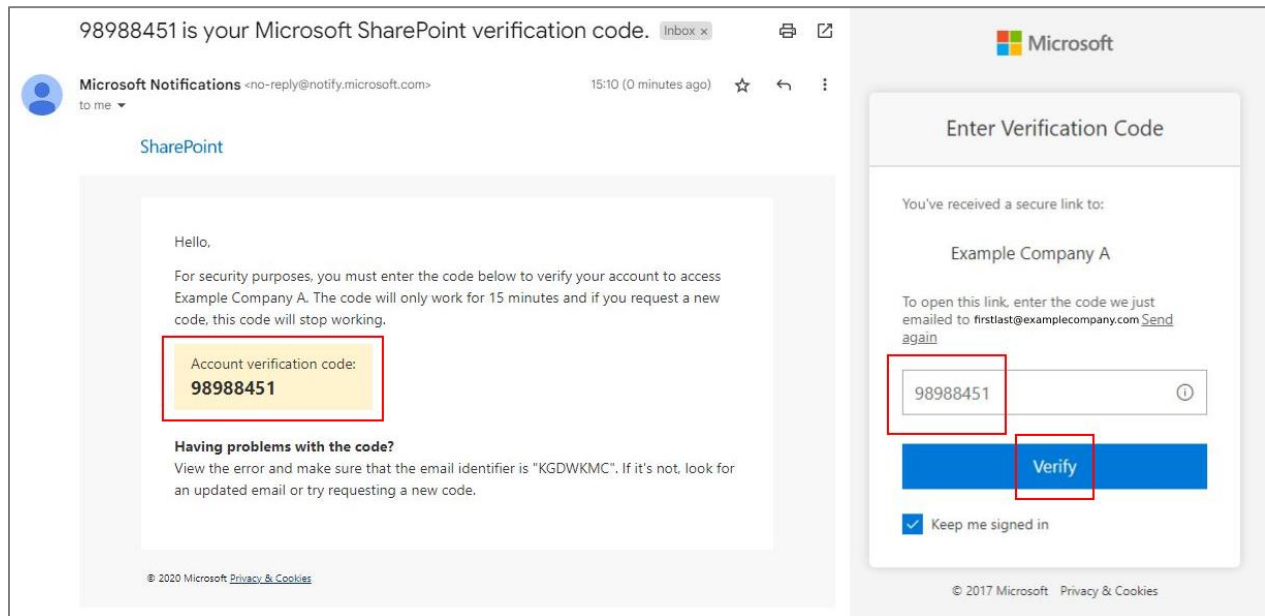 98988451 is your Microsoft SharePoint verification code. Inbox x
Microsoft Notifications <no-reply@notify.microsoft.com> 15:10 (0 minutes ago)
to me
SharePoint
Hello,
For security purposes, you must enter the code below to verify your account to access
Example Company A. The code will only work for 15 minutes and if you request a new
code, this code will stop working.
Account verification code:
98988451
Having problems with the code?
View the error and make sure that the email identifier is "KGDWKMC". If it's not, look for
an updated email or try requesting a new code.
© 2020 Microsoft Privacy & Cookies
Microsoft
Enter Verification Code
You've received a secure link to:
Example Company A
To open this link, enter the code we just
emailed to firstlast@examplecompany.com Send
again
98988451
Verify
Keep me signed in
© 2017 Microsoft Privacy & Cookies